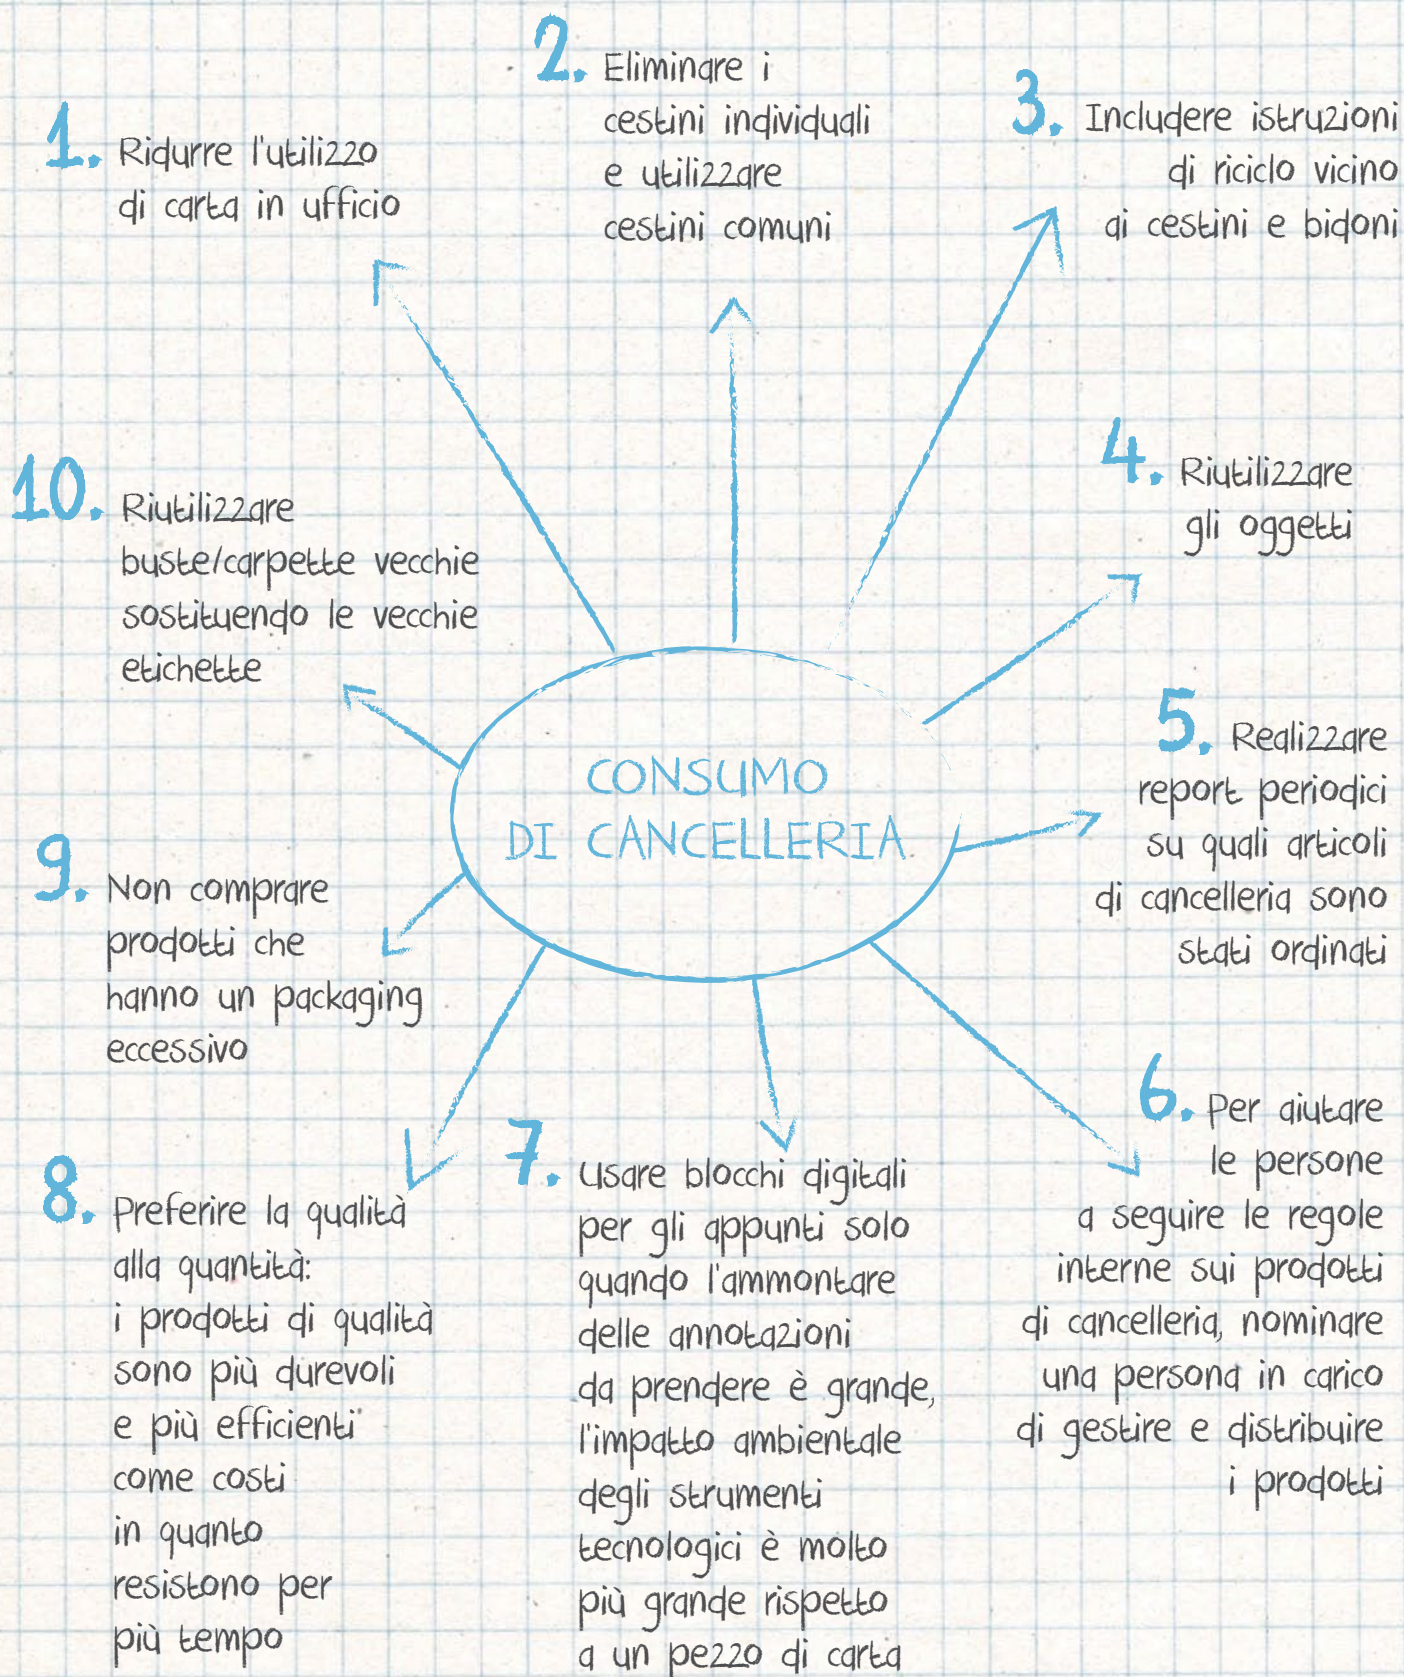 CONSUMO
DI CANCELLERIA
1. Ridurre l'utilizzo
di carta in ufficio
2. Eliminare i
cestini individuali
e utilizzare
cestini comuni
3. Includere istruzioni
di riciclo vicino
ai cestini e bidoni
4. Riutilizzare
gli oggetti
5. Realizzare
report periodici
su quali articoli
di cancelleria sono
stati ordinati
6. Per aiutare
le persone
a seguire le regole
interne sui prodotti
di cancelleria, nominare
una persona in carico
di gestire e distribuire
i prodotti
7. Usare blocchi digitali
per gli appunti solo
quando l'ammontare
delle annotazioni
da prendere è grande,
l'impatto ambientale
degli strumenti
tecnologici è molto
più grande rispetto
a un pezzo di carta
8. Preferire la qualità
alla quantità:
i prodotti di qualità
sono più durevoli
e più efficienti
come costi
in quanto
resistono per
più tempo
9. Non comprare
prodotti che
hanno un packaging
eccessivo
10. Riutilizzare
buste/carpette vecchie
sostituendo le vecchie
etichette